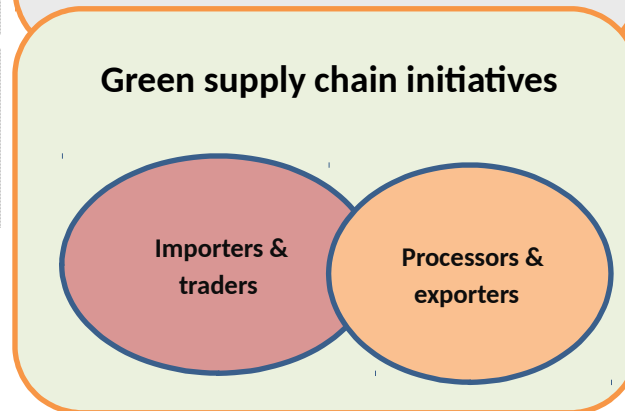 Green supply chain initiatives
Importers &
traders
Processors &
exporters